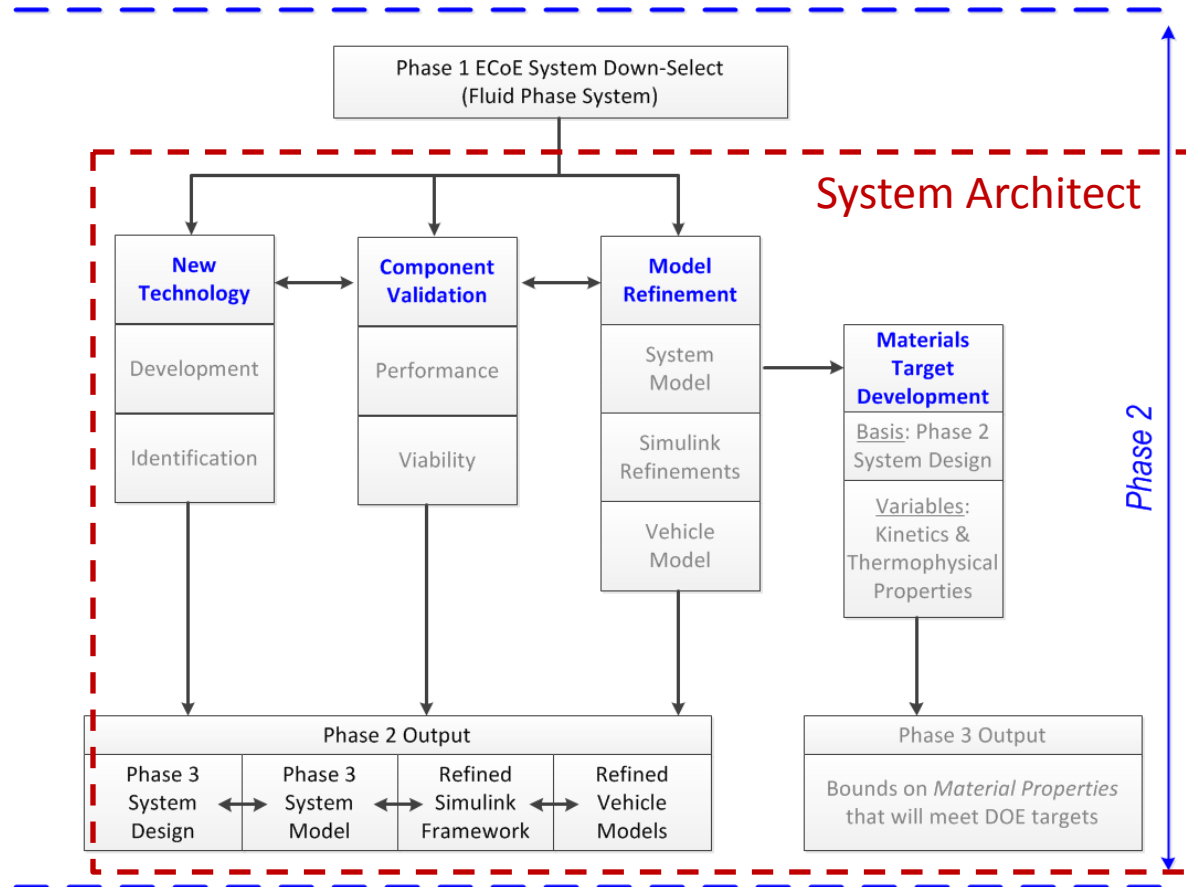 Phase 1 ECoE System Down-Select
(Fluid Phase System)
System Architect
New
Technology
Development
Identification
Component
Validation
Performance
Viability
Model
Refinement
System
Model
Simulink
Refinements
Vehicle
Model
Materials
Target
Development
Basis: Phase 2
System Design
Variables:
Kinetics &
Thermophysical
Properties
Phase 2
Phase 2 Output
Phase 3
System
Design
Phase 3
System
Model
Refined
Simulink
Framework
Refined
Vehicle
Models
Phase 3 Output
Bounds on Material Properties
that will meet DOE targets